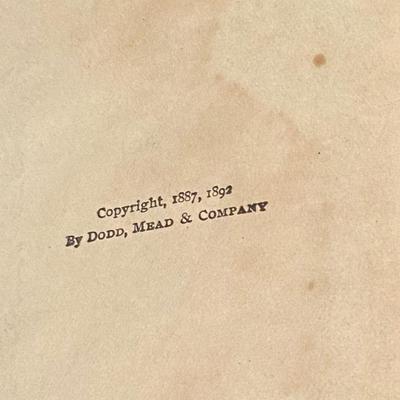 Copyright, 1887, 1892
By Dodd, Mead & Company